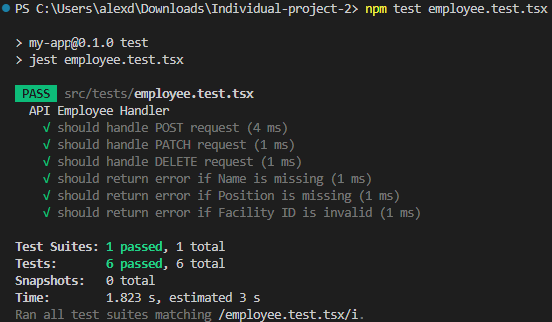 PS C:\Users\alexd\Downloads\Individual-project-2> npm test employee.test.tsx
> my-app@0.1.0 test
> jest employee.test.tsx
PASS src/tests/employee.test.tsx
API Employee Handler
√ should handle POST request (4 ms)
√ should handle PATCH request (1 ms)
√ should handle DELETE request (1 ms)
√ should return error if Name is missing (1 ms)
√ should return error if Position is missing (1 ms)
√ should return error if Facility ID is invalid (1 ms)
Test Suites: 1 passed, 1 total
Tests: 6 passed, 6 total
Snapshots: 0 total
Time: 1.823 s, estimated 3 s
Ran all test suites matching /employee.test.tsx/i.